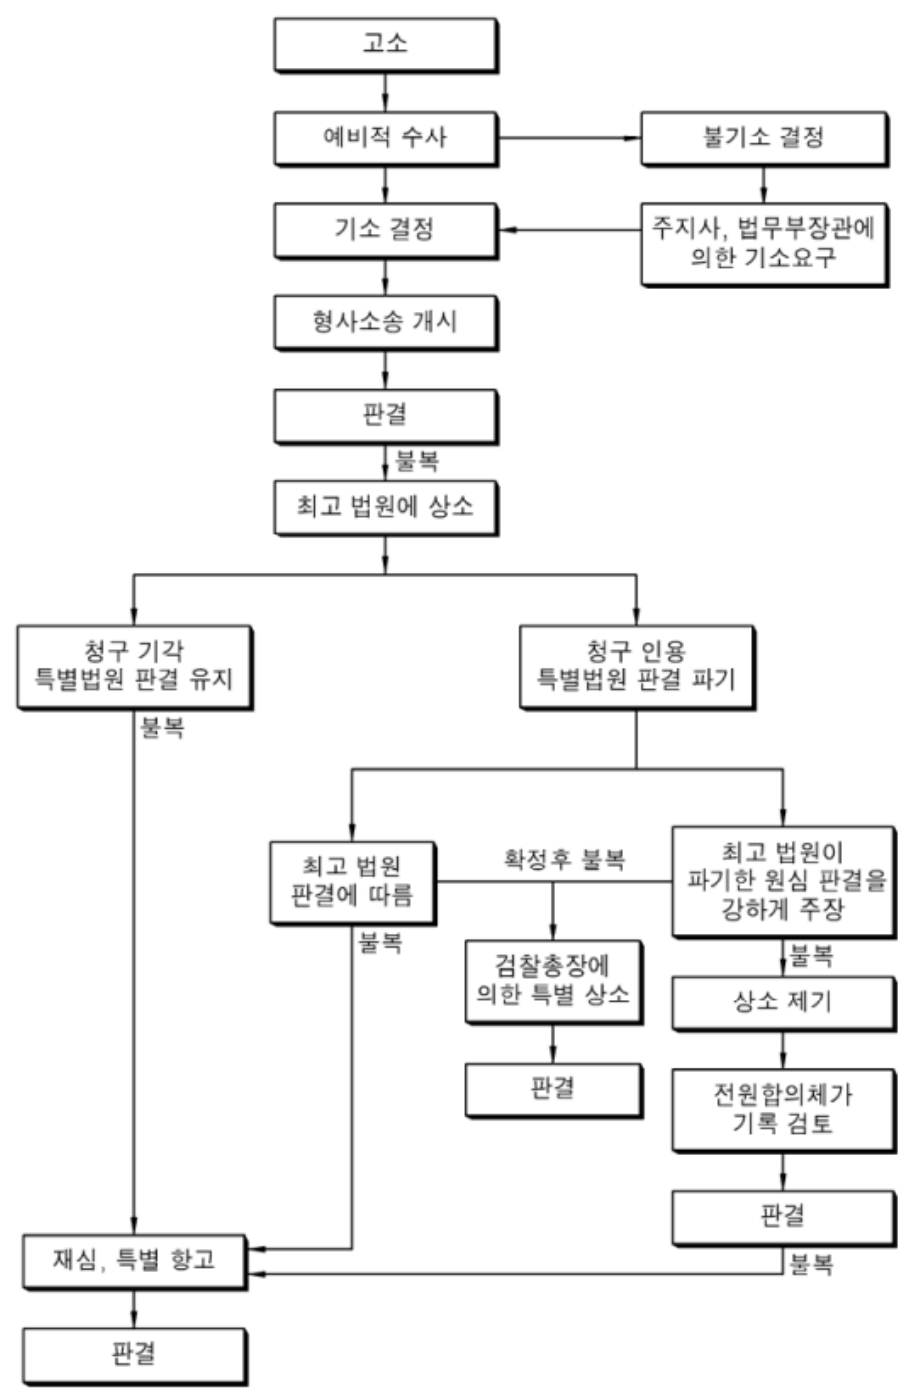 고소
예비적 수사
불기소 결정
기소 결정
주지사, 법무부장관에
의한 기소요구
형사소송 개시
판결
불복
최고 법원에 상소
청구 기각
특별법원 판결 유지
청구 인용
특별법원 판결 파기
불복
최고 법원
판결에 따름
확정후 불복
최고 법원이
파기한 원심 판결을
강하게 주장
불복
불복
검찰총장에
의한 특별 상소
상소 제기
판결
전원합의체가
기록 검토
판결
불복
재심, 특별 항고
판결